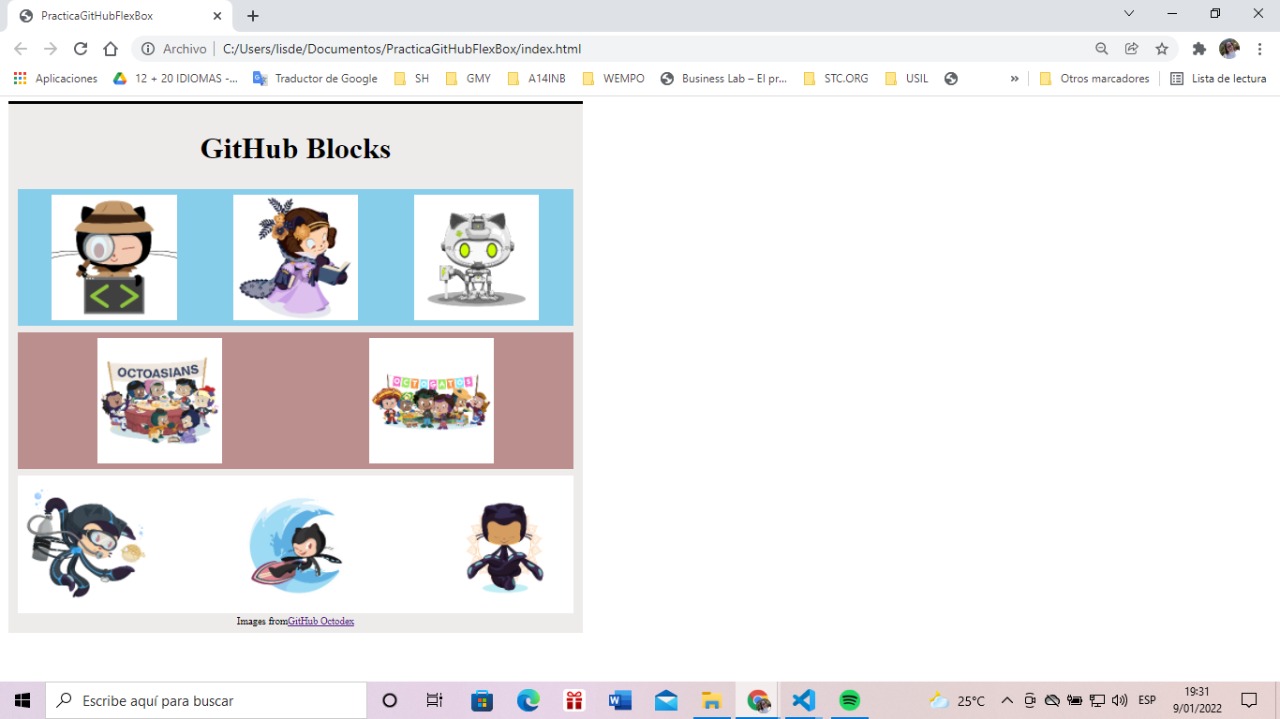 PracticaGitHubFlexBox
Archivo C:/Users/lisde/Documentos/PracticaGitHubFlexBox/index.html
Aplicaciones 12 + 20 IDIOMAS -... Traductor de Google SH GMY A14INB WEMPO Business Lab – El pr... STC.ORG USIL » Otros marcadores Lista de lectura
GitHub Blocks
< >
OCTOASIANS
OCTOGATOS
Images fromGitHub Octodex
Escribe aquí para buscar
25°C ESP
19:31
9/01/2022